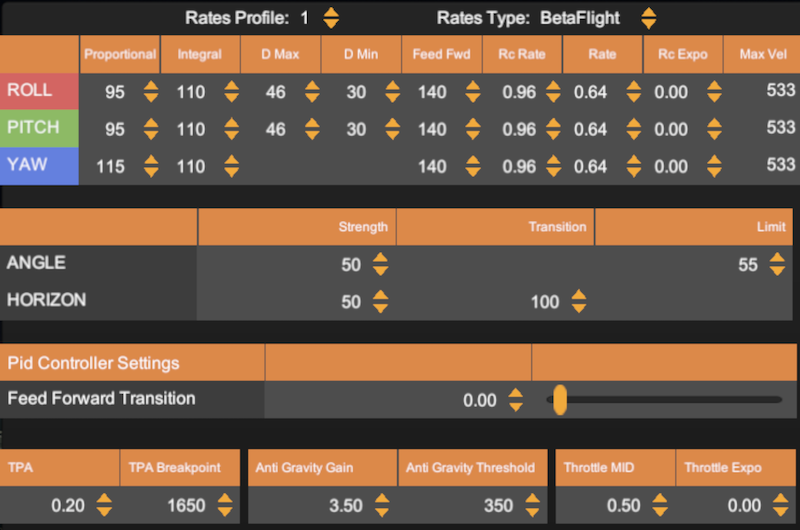 Rates Profile: 1 Rates Type: BetaFlight
Proportional Integral D Max D Min Feed Fwd Rc Rate Rate Rc Expo Max Vel
ROLL 95 110 46 30 140 0.96 0.64 0.00 533
PITCH 95 110 46 30 140 0.96 0.64 0.00 533
YAW 115 110 140 0.96 0.64 0.00 533
Strength Transition Limit
ANGLE 50 55
HORIZON 50 100
Pid Controller Settings
Feed Forward Transition 0.00
TPA TPA Breakpoint Anti Gravity Gain Anti Gravity Threshold Throttle MID Throttle Expo
0.20 1650 3.50 350 0.50 0.00